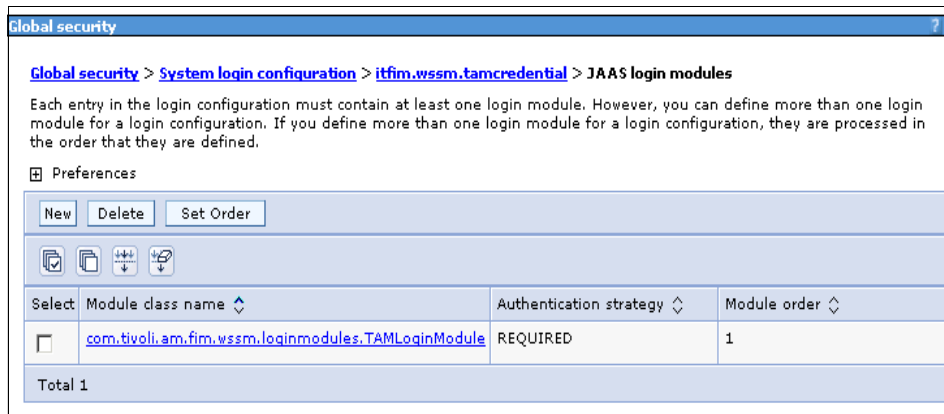 Global security ?
Global security > System login configuration > itfim.wssm.tamcredential > JAAS login modules
Each entry in the login configuration must contain at least one login module. However, you can define more than one login
module for a login configuration. If you define more than one login module for a login configuration, they are processed in
the order that they are defined.
Preferences
New Delete Set Order
Select Module class name Authentication strategy Module order
com.tivoli.am.fim.wssm.loginmodules.TAMLoginModule REQUIRED 1
Total 1